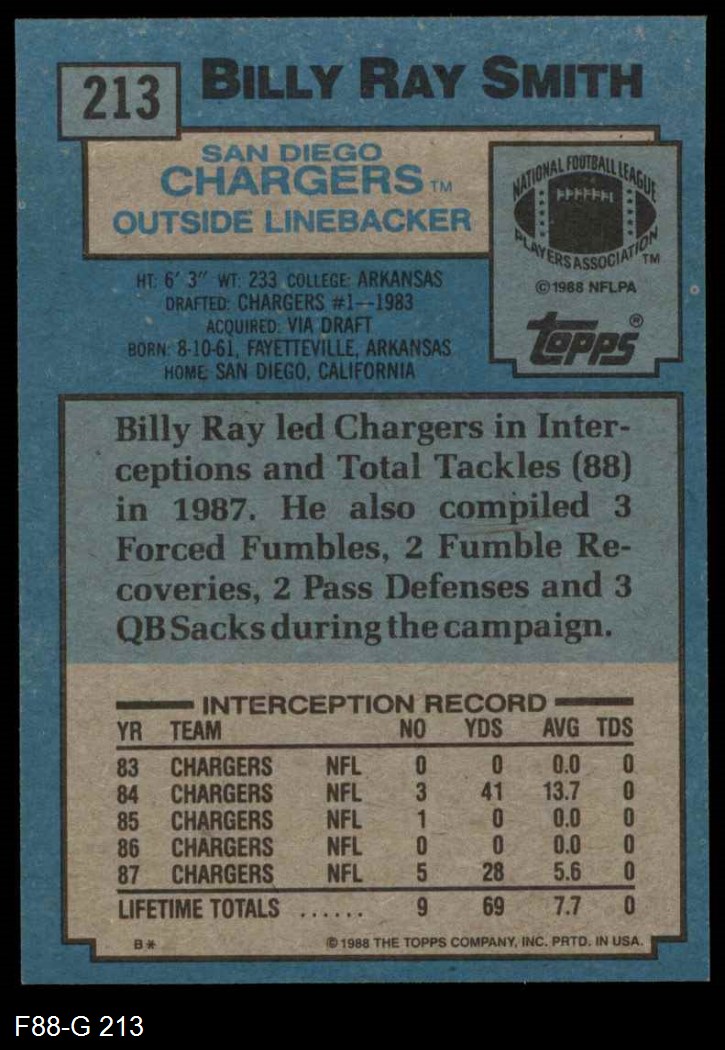 213
BILLY RAY SMITH
SAN DIEGO
CHARGERS TM
OUTSIDE LINEBACKER
NATIONAL FOOTBALL LEAGUE
PLAYERS ASSOCIATION TM
© 1988 NFLPA
TOPPS®
HT: 6' 3" WT: 233 COLLEGE: ARKANSAS
DRAFTED: CHARGERS #1—1983
ACQUIRED: VIA DRAFT
BORN: 8-10-61, FAYETTEVILLE, ARKANSAS
HOME: SAN DIEGO, CALIFORNIA
Billy Ray led Chargers in Inter-
ceptions and Total Tackles (88)
in 1987. He also compiled 3
Forced Fumbles, 2 Fumble Re-
coveries, 2 Pass Defenses and 3
QB Sacks during the campaign.
INTERCEPTION RECORD
YR TEAM NO YDS AVG TDS
83 CHARGERS NFL 0 0 0.0 0
84 CHARGERS NFL 3 41 13.7 0
85 CHARGERS NFL 1 0 0.0 0
86 CHARGERS NFL 0 0 0.0 0
87 CHARGERS NFL 5 28 5.6 0
LIFETIME TOTALS ...... 9 69 7.7 0
B* © 1988 THE TOPPS COMPANY, INC. PRTD. IN USA.
F88-G 213